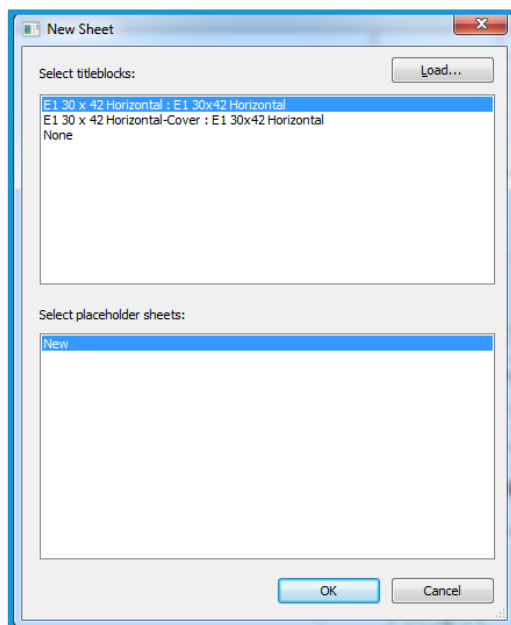 New Sheet
Select titleblocks:
Load...
E1 30 x 42 Horizontal : E1 30x42 Horizontal
E1 30 x 42 Horizontal-Cover : E1 30x42 Horizontal
None
Select placeholder sheets:
New
OK
Cancel